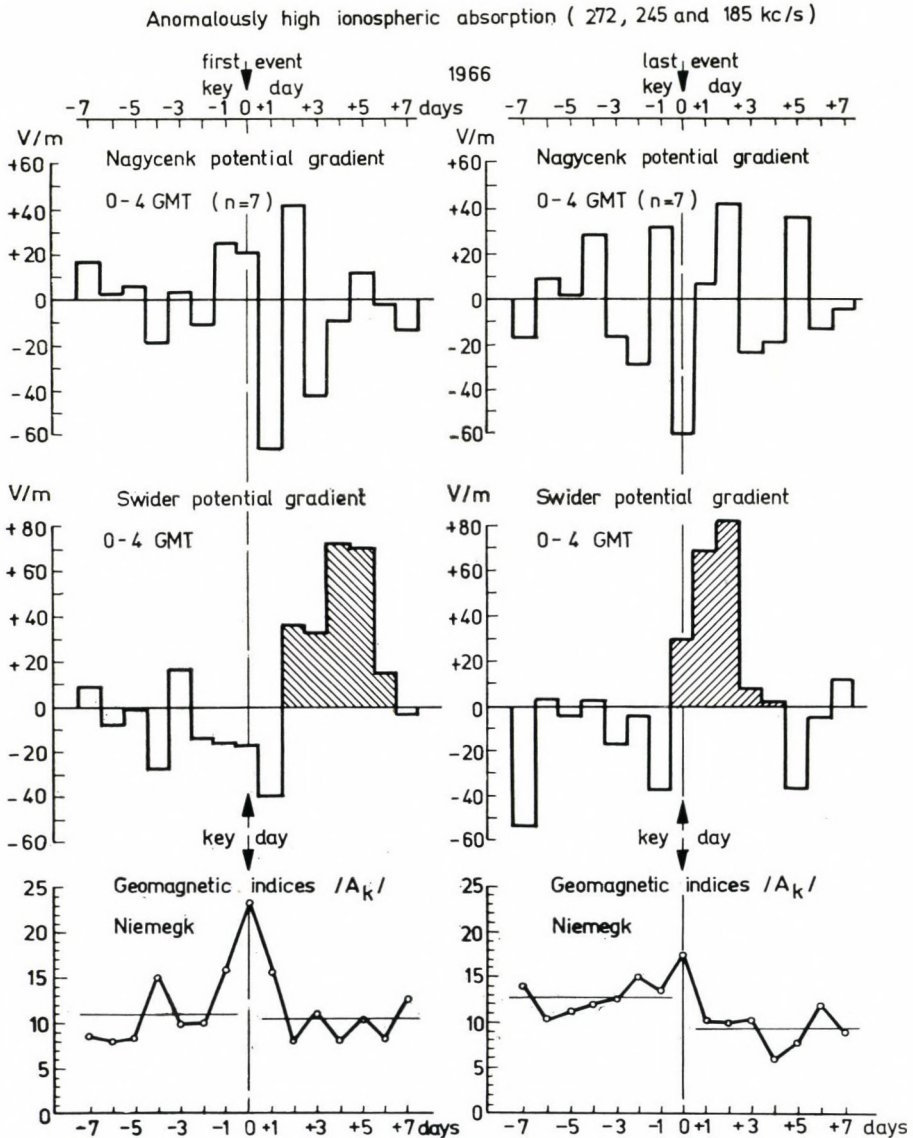 Anomalously high ionospheric absorption ( 272, 245 and 185 kc/s )
first event
key day
-7 -5 -3 -1 0 +1 +3 +5 +7 days
1966
last event
key day
-7 -5 -3 -1 0 +1 +3 +5 +7 days
V/m
Nagycenk potential gradient
0-4 GMT (n=7)
+60
+40
+20
0
-20
-40
-60
Nagycenk potential gradient
0-4 GMT (n=7)
+60
+40
+20
0
-20
-40
-60
V/m
Swider potential gradient
0-4 GMT
+80
+60
+40
+20
0
-20
-40
-60
key day
V/m
Swider potential gradient
0-4 GMT
+80
+60
+40
+20
0
-20
-40
-60
key day
Geomagnetic indices /Ak/
Niemegk
25
20
15
10
5
0
-7 -5 -3 -1 0 +1 +3 +5 +7 days
Geomagnetic indices /Ak/
Niemegk
25
20
15
10
5
0
-7 -5 -3 -1 0 +1 +3 +5 +7 days